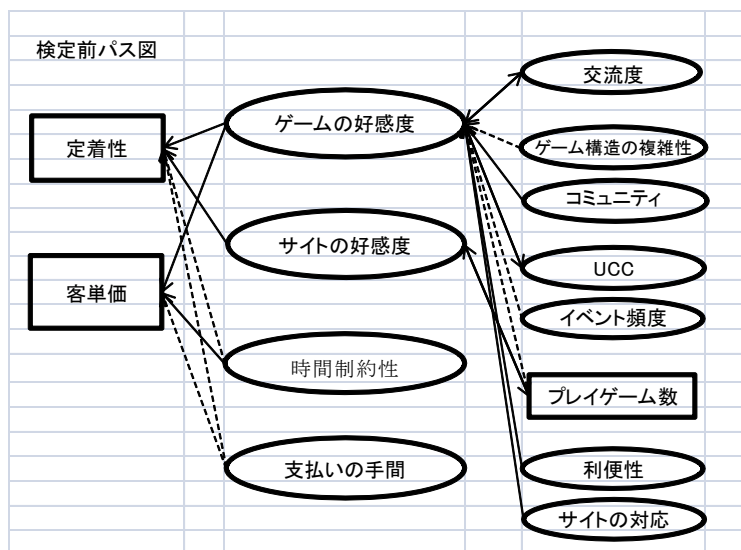 検定前パス図
定着性
客単価
ゲームの好感度
サイトの好感度
時間制約性
支払いの手間
交流度
ゲーム構造の複雑性
コミュニティ
UCC
イベント頻度
プレイゲーム数
利便性
サイトの対応